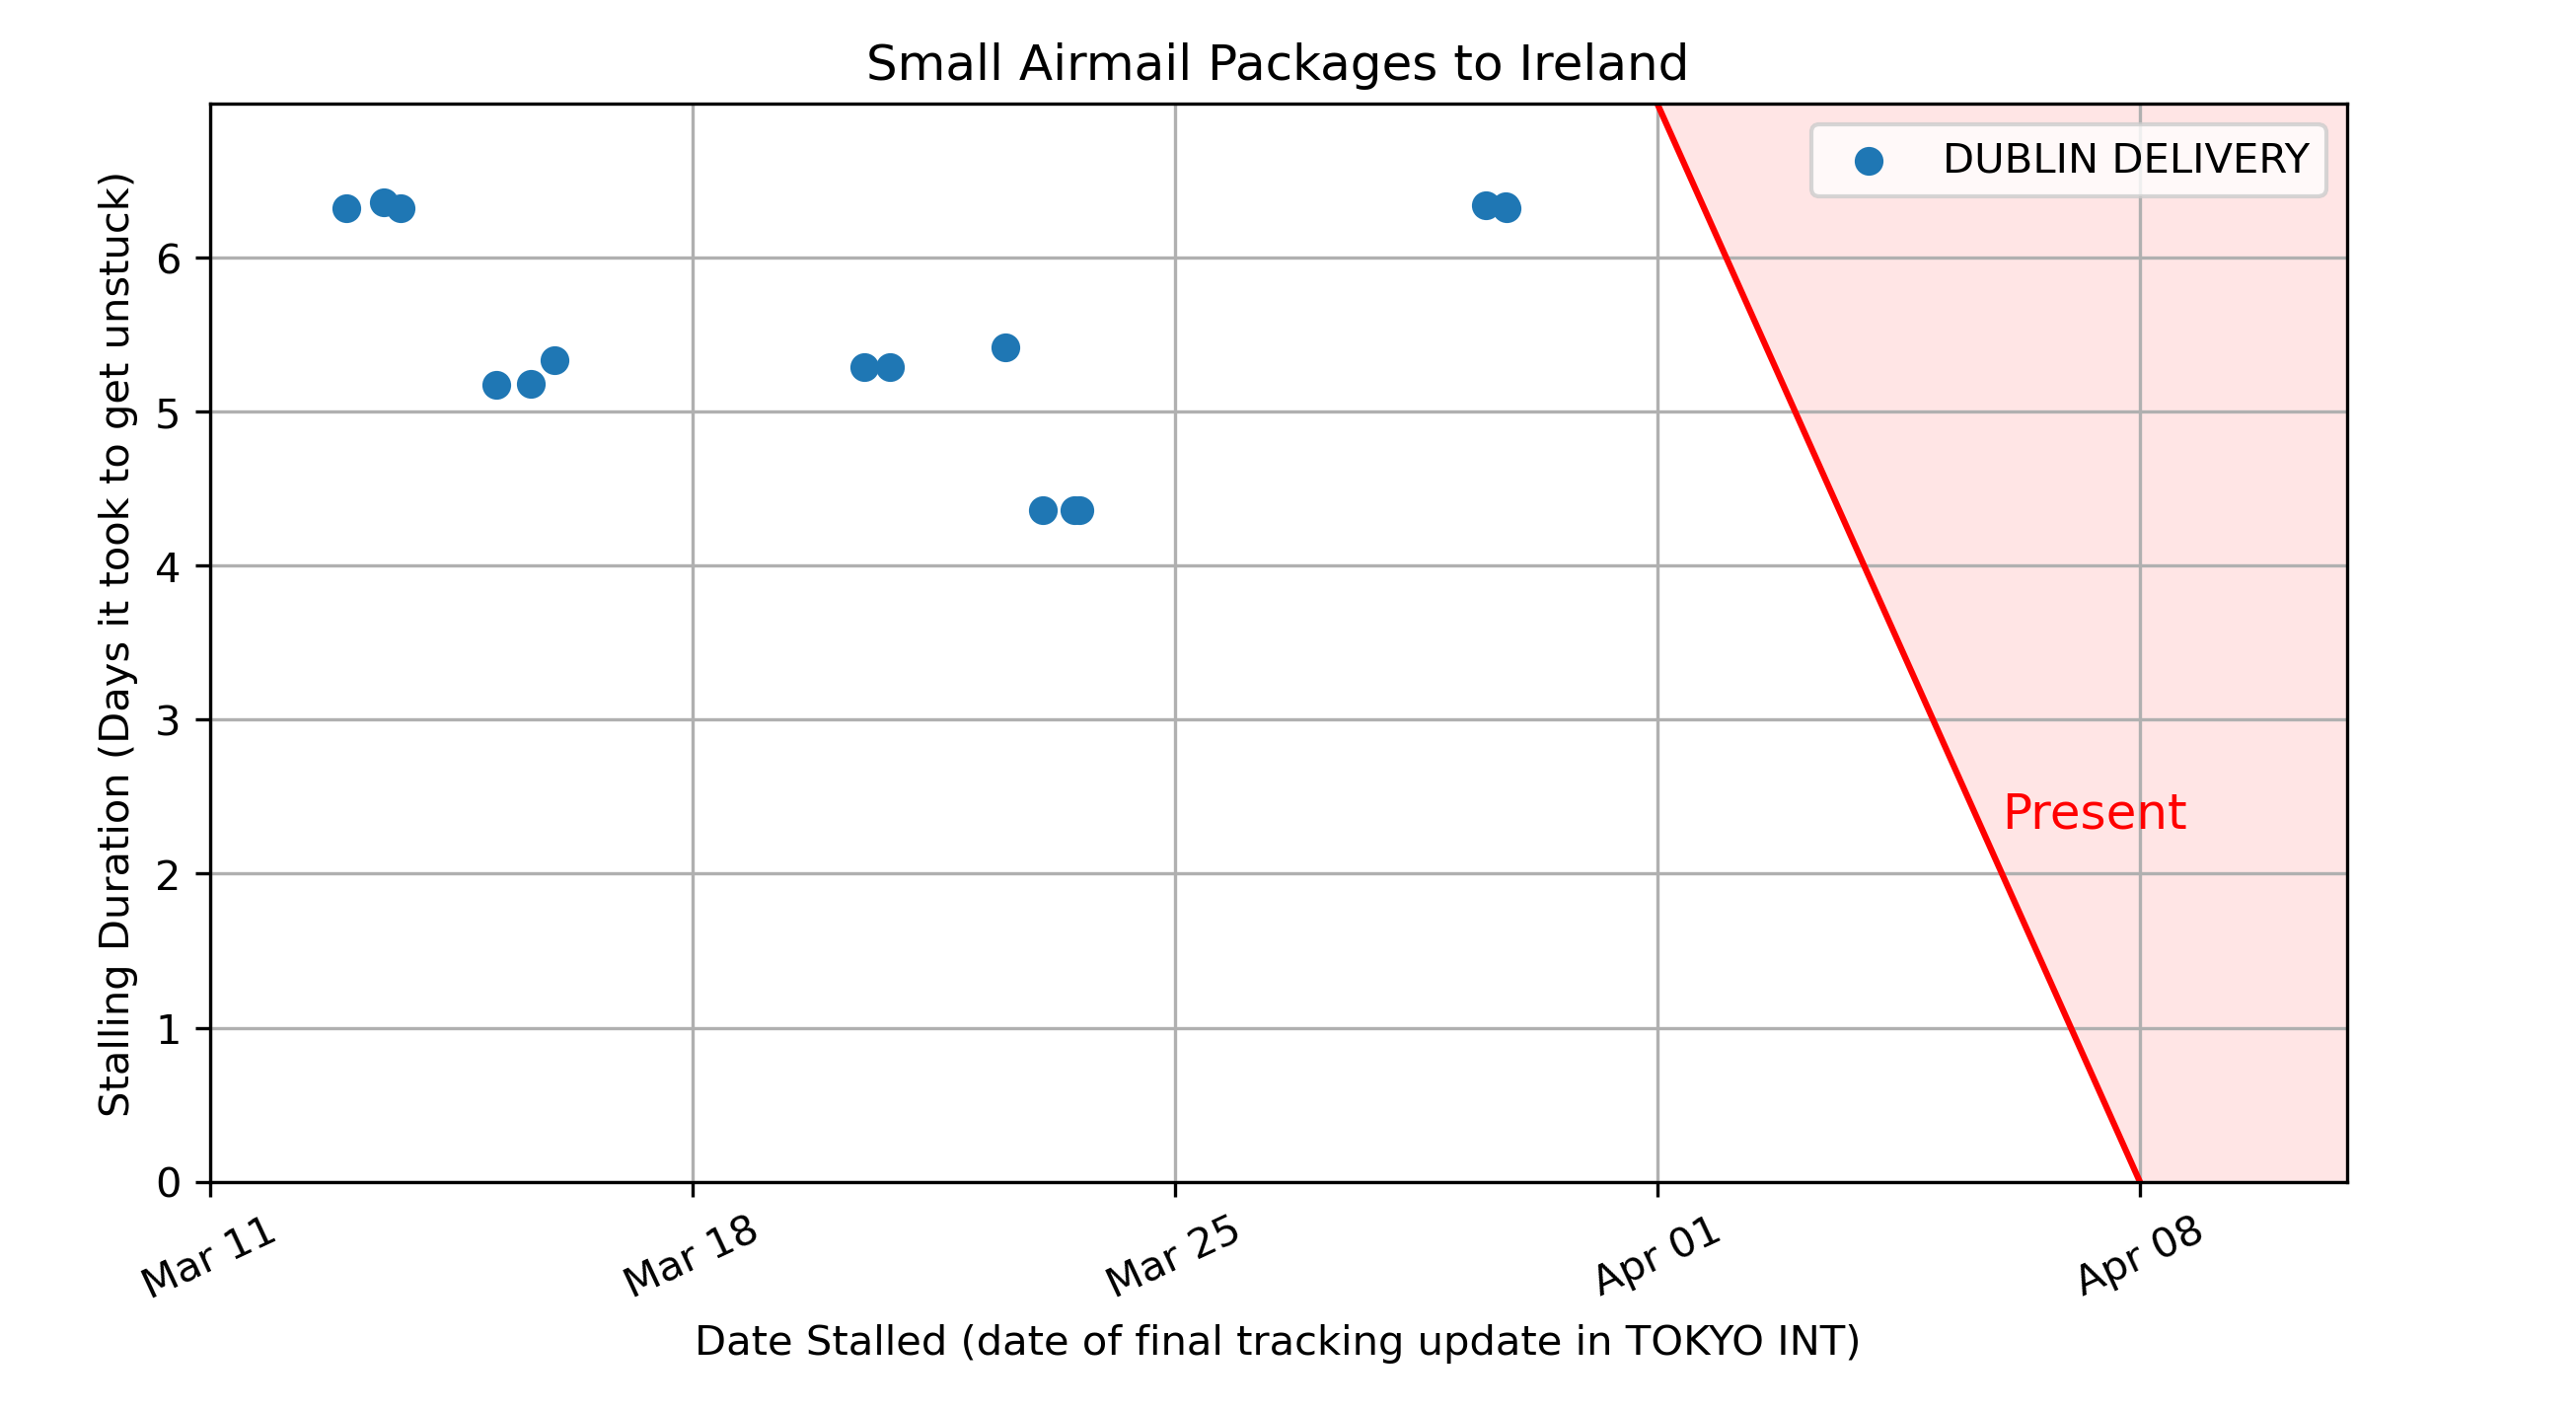 Small Airmail Packages to Ireland
DUBLIN DELIVERY
Stalling Duration (Days it took to get unstuck)
6
5
4
3
2
1
0
Present
Mar 11
Mar 18
Mar 25
Apr 01
Apr 08
Date Stalled (date of final tracking update in TOKYO INT)